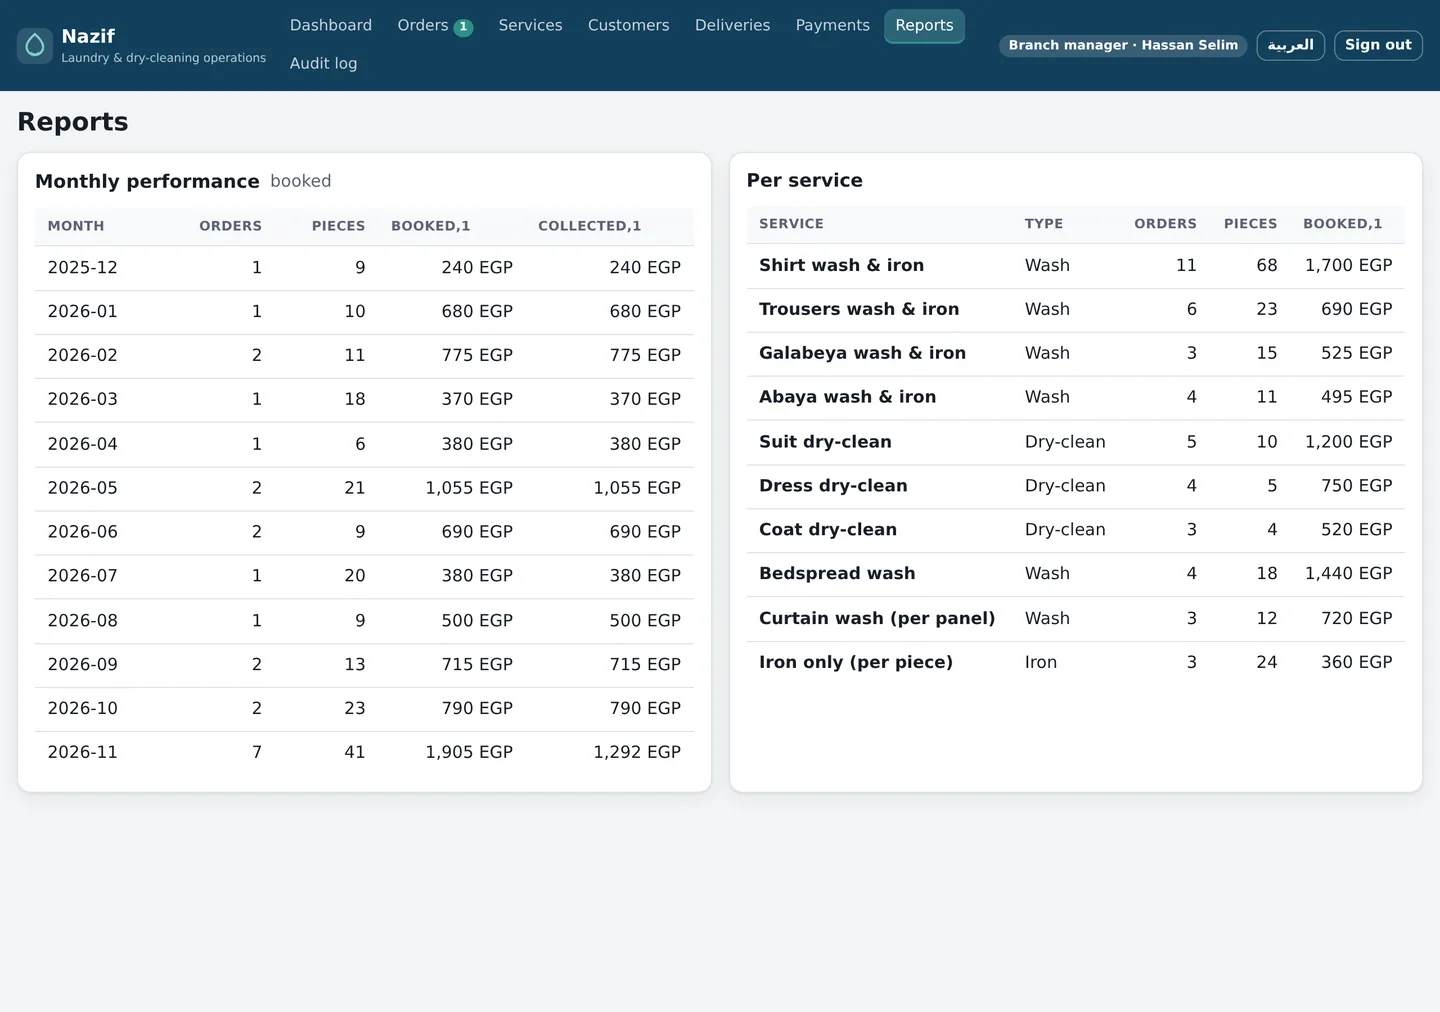 Nazif
Laundry & dry-cleaning operations
Dashboard Orders 1 Services Customers Deliveries Payments Reports
Audit log
Branch manager · Hassan Selim العربية Sign out
Reports
Monthly performance booked
MONTH ORDERS PIECES BOOKED,1 COLLECTED,1
2025-12 1 9 240 EGP 240 EGP
2026-01 1 10 680 EGP 680 EGP
2026-02 2 11 775 EGP 775 EGP
2026-03 1 18 370 EGP 370 EGP
2026-04 1 6 380 EGP 380 EGP
2026-05 2 21 1,055 EGP 1,055 EGP
2026-06 2 9 690 EGP 690 EGP
2026-07 1 20 380 EGP 380 EGP
2026-08 1 9 500 EGP 500 EGP
2026-09 2 13 715 EGP 715 EGP
2026-10 2 23 790 EGP 790 EGP
2026-11 7 41 1,905 EGP 1,292 EGP
Per service
SERVICE TYPE ORDERS PIECES BOOKED,1
Shirt wash & iron Wash 11 68 1,700 EGP
Trousers wash & iron Wash 6 23 690 EGP
Galabeya wash & iron Wash 3 15 525 EGP
Abaya wash & iron Wash 4 11 495 EGP
Suit dry-clean Dry-clean 5 10 1,200 EGP
Dress dry-clean Dry-clean 4 5 750 EGP
Coat dry-clean Dry-clean 3 4 520 EGP
Bedspread wash Wash 4 18 1,440 EGP
Curtain wash (per panel) Wash 3 12 720 EGP
Iron only (per piece) Iron 3 24 360 EGP